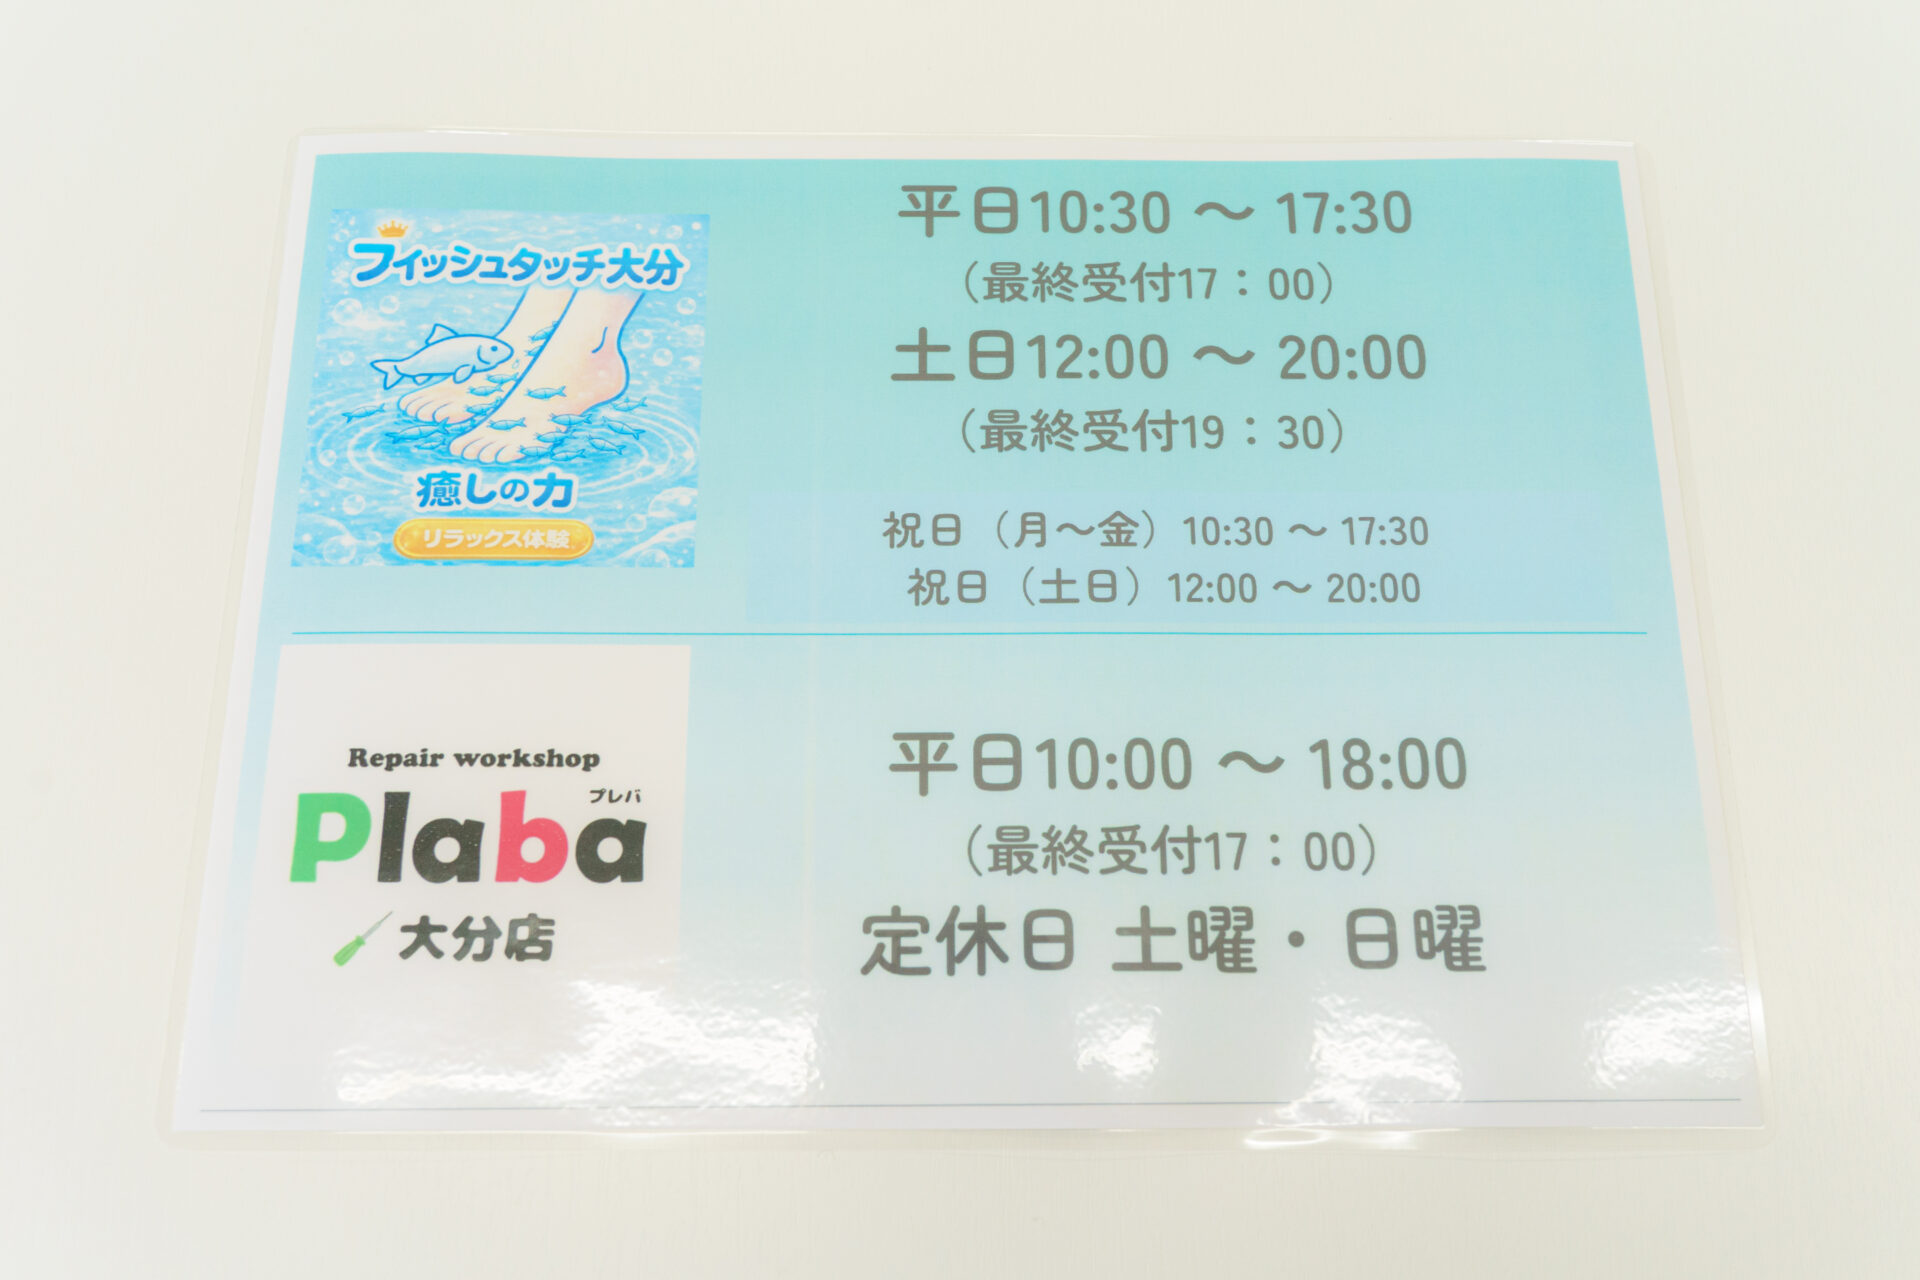 フィッシュタッチ大分
癒しの力
リラックス体験
平日10:30 ～ 17:30
（最終受付17：00）
土日12:00 ～ 20:00
（最終受付19：30）
祝日（月～金）10:30 ～ 17:30
祝日（土日）12:00 ～ 20:00
Repair workshop
プレバ
Plaba
大分店
平日10:00 ～ 18:00
（最終受付17：00）
定休日 土曜・日曜